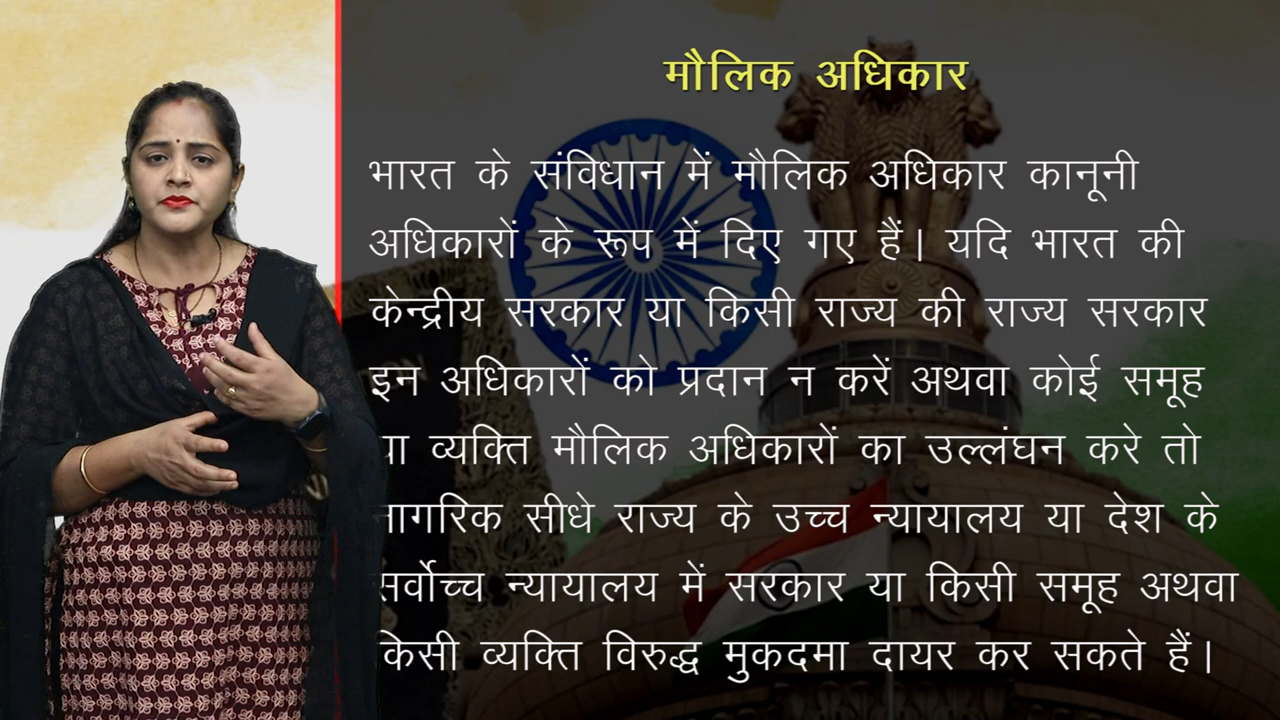 मौलिक अधिकार
भारत के संविधान में मौलिक अधिकार कानूनी
अधिकारों के रूप में दिए गए हैं। यदि भारत की
केन्द्रीय सरकार या किसी राज्य की राज्य सरकार
इन अधिकारों को प्रदान न करें अथवा कोई समूह
या व्यक्ति मौलिक अधिकारों का उल्लंघन करे तो
नागरिक सीधे राज्य के उच्च न्यायालय या देश के
सर्वोच्च न्यायालय में सरकार या किसी समूह अथवा
किसी व्यक्ति विरुद्ध मुकदमा दायर कर सकते हैं।